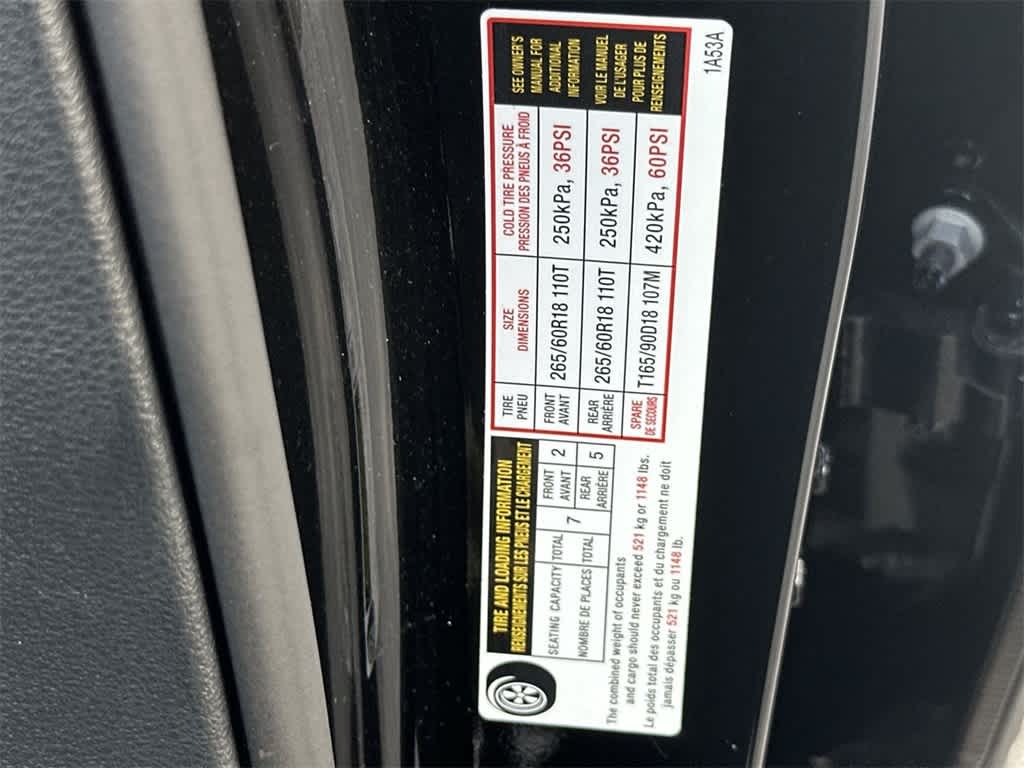 TIRE AND LOADING INFORMATION
RENSEIGNEMENTS SUR LES PNEUS ET LE CHARGEMENT
SEATING CAPACITY TOTAL 7 FRONT AVANT 2
NOMBRE DE PLACES TOTAL REAR ARRIÈRE 5
The combined weight of occupants
and cargo should never exceed 521 kg or 1148 lbs.
Le poids total des occupants et du chargement ne doit
jamais dépasser 521 kg ou 1148 lb.
TIRE
PNEU
SIZE
DIMENSIONS
COLD TIRE PRESSURE
PRESSION DES PNEUS À FROID
FRONT
AVANT
265/60R18 110T
250kPa, 36PSI
REAR
ARRIÈRE
265/60R18 110T
250kPa, 36PSI
SPARE
DE SECOURS
T165/90D18 107M
420kPa, 60PSI
SEE OWNER'S
MANUAL FOR
ADDITIONAL
INFORMATION
VOIR LE MANUEL
DE L'USAGER
POUR PLUS DE
RENSEIGNEMENTS
1A53A